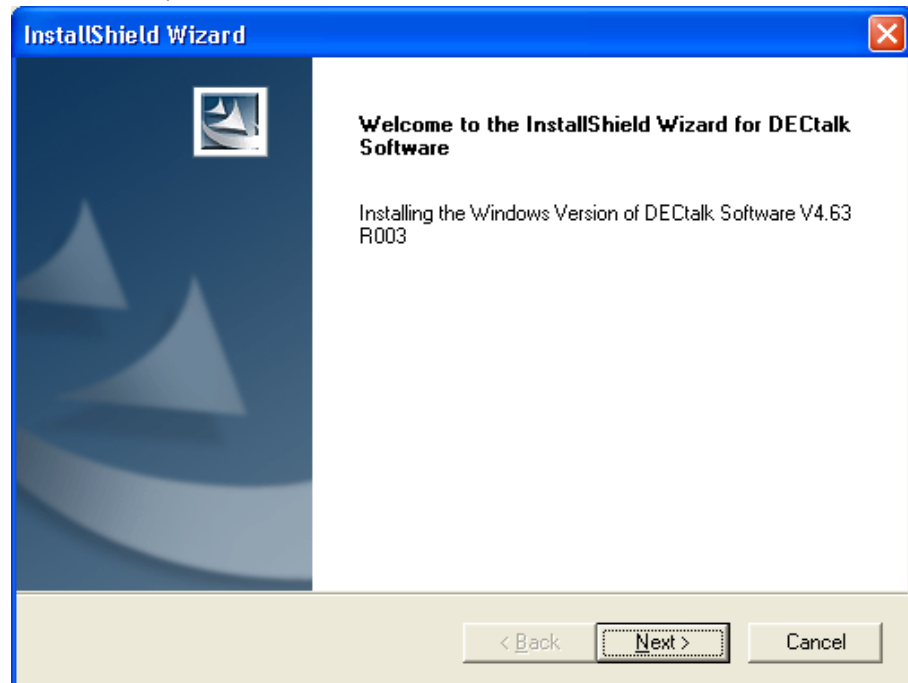 InstallShield Wizard
Welcome to the InstallShield Wizard for DECtalk
Software
Installing the Windows Version of DECtalk Software V4.63
R003
< Back
Next >
Cancel